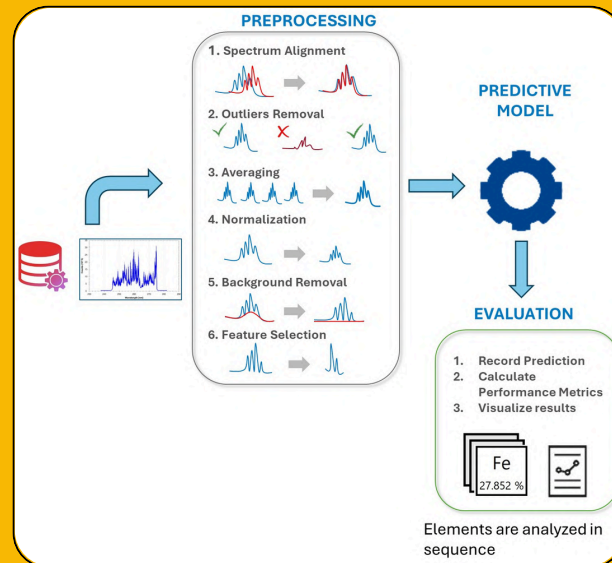 PREPROCESSING
1. Spectrum Alignment
2. Outliers Removal
3. Averaging
4. Normalization
5. Background Removal
6. Feature Selection
PREDICTIVE
MODEL
EVALUATION
1. Record Prediction
2. Calculate
Performance Metrics
3. Visualize results
Fe
27.852 %
Elements are analyzed in
sequence